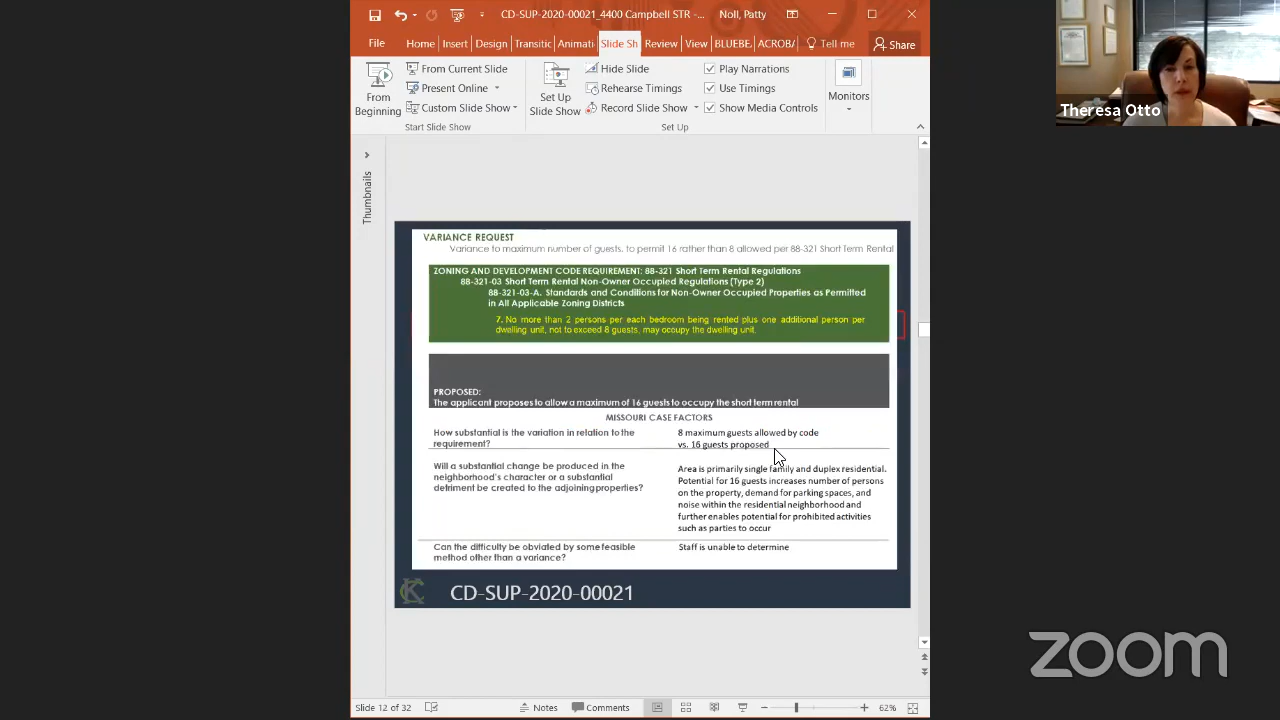 CD-SUP-2020-00021_4400 Campbell STR -... Noll, Patty
File Home Insert Design Transitic Animati Slide Sh Review View BLUEBE ACROB Tell me Share
From Beginning
From Current Slide
Present Online
Custom Slide Show
Start Slide Show
Set Up Slide Show
Hide Slide
Rehearse Timings
Record Slide Show
Play Narrations
Use Timings
Show Media Controls
Set Up
Monitors
Theresa Otto
Thumbnails
VARIANCE REQUEST
Variance to maximum number of guests, to permit 16 rather than 8 allowed per 88-321 Short Term Rental
ZONING AND DEVELOPMENT CODE REQUIREMENT: 88-321 Short Term Rental Regulations
88-321-03 Short Term Rental Non-Owner Occupied Regulations (Type 2)
88-321-03-A. Standards and Conditions for Non-Owner Occupied Properties as Permitted
in All Applicable Zoning Districts
7. No more than 2 persons per each bedroom being rented plus one additional person per
dwelling unit, not to exceed 8 guests, may occupy the dwelling unit.
PROPOSED:
The applicant proposes to allow a maximum of 16 guests to occupy the short term rental
MISSOURI CASE FACTORS
How substantial is the variation in relation to the
requirement?
8 maximum guests allowed by code
vs. 16 guests proposed
Will a substantial change be produced in the
neighborhood's character or a substantial
detriment be created to the adjoining properties?
Area is primarily single family and duplex residential.
Potential for 16 guests increases number of persons
on the property, demand for parking spaces, and
noise within the residential neighborhood and
further enables potential for prohibited activities
such as parties to occur
Can the difficulty be obviated by some feasible
method other than a variance?
Staff is unable to determine
KC
CD-SUP-2020-00021
zoom
Slide 12 of 32 Notes Comments 62%